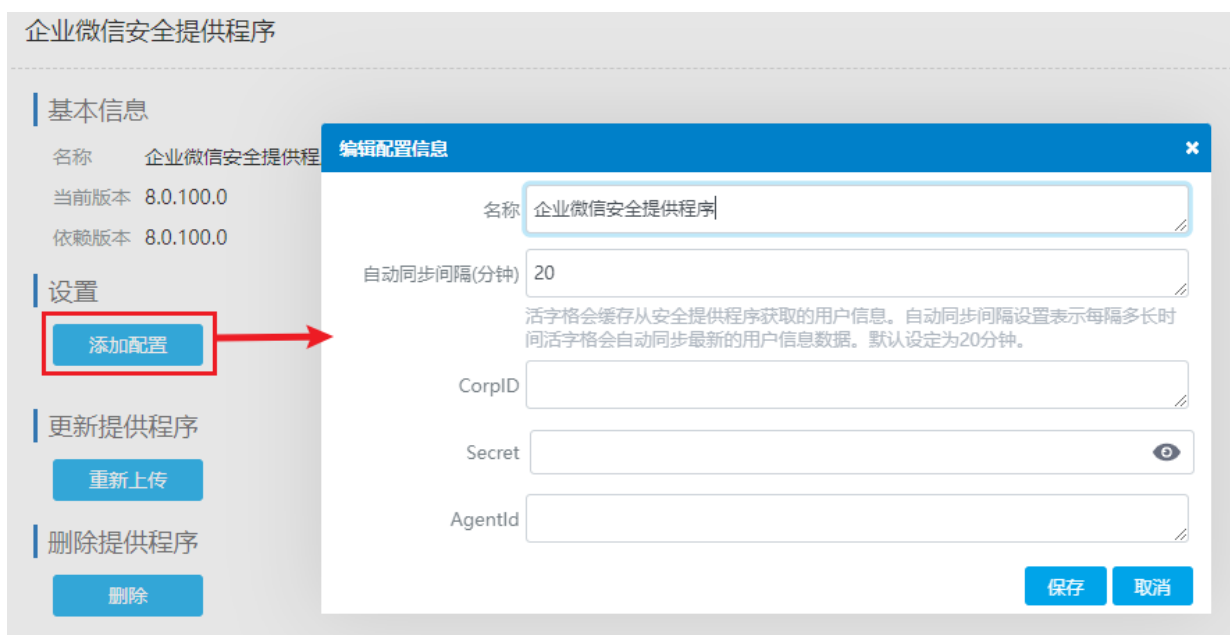 企业微信安全提供程序
基本信息
名称 企业微信安全提供程
当前版本 8.0.100.0
依赖版本 8.0.100.0
设置
添加配置
更新提供程序
重新上传
删除提供程序
删除
编辑配置信息
名称 企业微信安全提供程序
自动同步间隔(分钟) 20
活字格会缓存从安全提供程序获取的用户信息。自动同步间隔设置表示每隔多长时
间活字格会自动同步最新的用户信息数据。默认设定为20分钟。
CorpID
Secret
AgentId
保存 取消